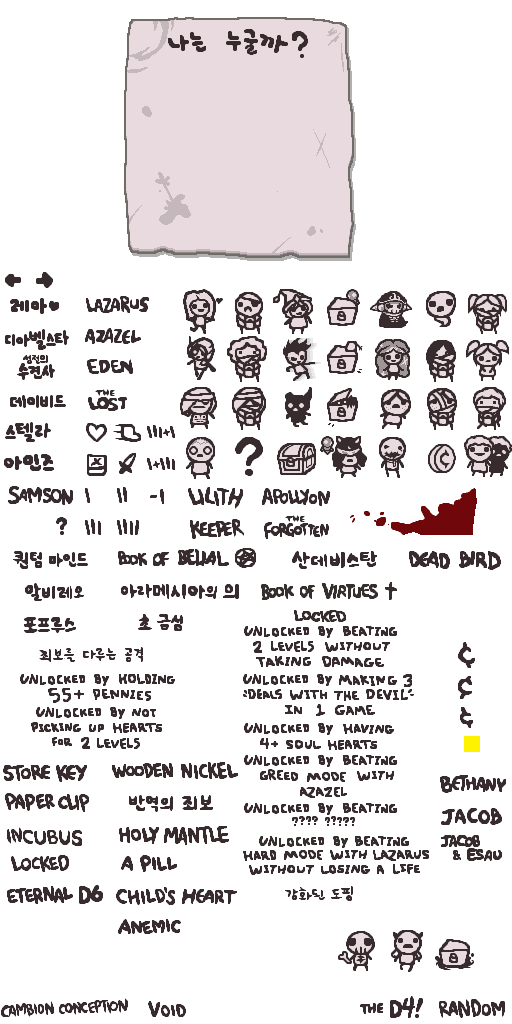 나는 누굴까?
레아♥ LAZARUS
디아벨스타 AZAZEL
성전의 수견사 EDEN
데이비드 THE LOST
스텔라 |||+|
아인즈 |+|||
SAMSON | || -| LILITH APOLLYON
? ||| |||| KEEPER THE FORGOTTEN
퀀텀 마인드 BOOK OF BELIAL 산데비스탄 DEAD BIRD
알비레오 아라메시아의 의 BOOK OF VIRTUES †
포프루스 초 금섬
LOCKED
UNLOCKED BY BEATING
2 LEVELS WITHOUT
TAKING DAMAGE
죄보를 다루는 공격
¢
UNLOCKED BY HOLDING
55+ PENNIES
UNLOCKED BY MAKING 3
"DEALS WITH THE DEVIL"
IN 1 GAME
¢
UNLOCKED BY NOT
PICKING UP HEARTS
FOR 2 LEVELS
UNLOCKED BY HAVING
4+ SOUL HEARTS
¢
STORE KEY WOODEN NICKEL
UNLOCKED BY BEATING
GREED MODE WITH
AZAZEL
BETHANY
PAPER CLIP 반역의 죄보
UNLOCKED BY BEATING
???? ?????
JACOB
INCUBUS HOLY MANTLE
UNLOCKED BY BEATING
HARD MODE WITH LAZARUS
WITHOUT LOSING A LIFE
JACOB
& ESAU
LOCKED A PILL
ETERNAL D6 CHILD'S HEART 강화된 도핑
ANEMIC
CAMBION CONCEPTION VOID THE D4! RANDOM